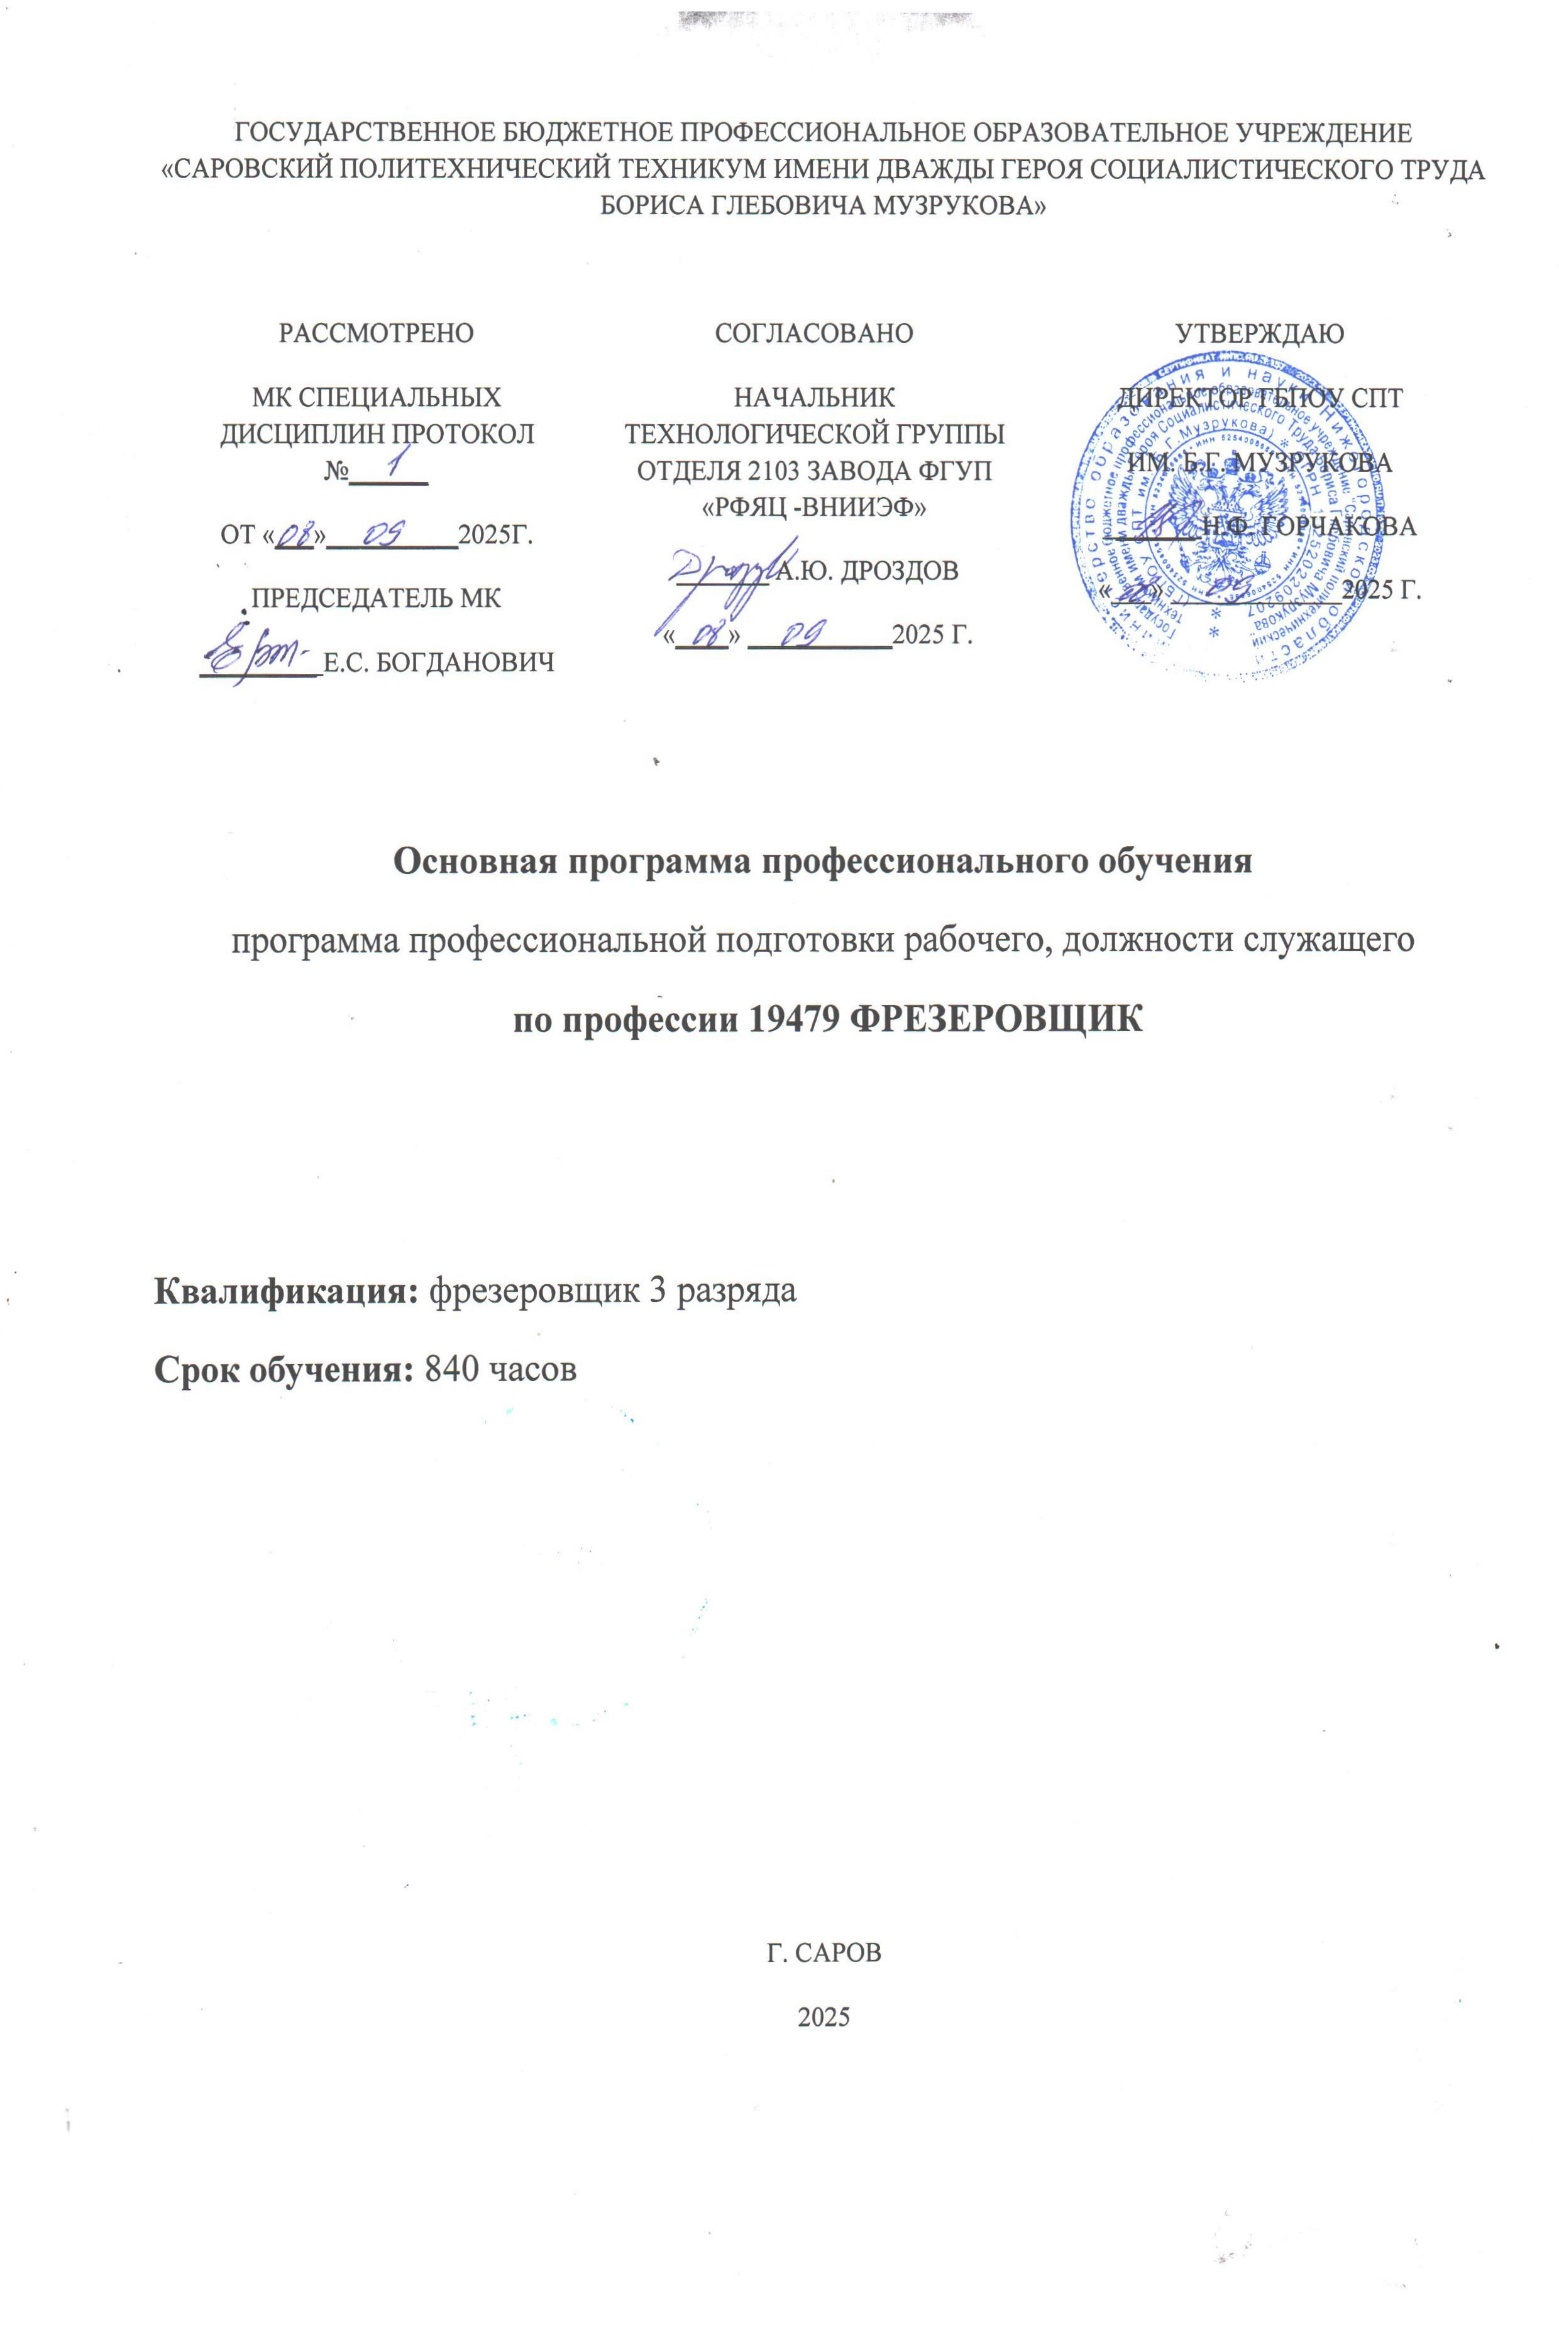 ГОСУДАРСТВЕННОЕ БЮДЖЕТНОЕ ПРОФЕССИОНАЛЬНОЕ ОБРАЗОВАТЕЛЬНОЕ УЧРЕЖДЕНИЕ
«САРОВСКИЙ ПОЛИТЕХНИЧЕСКИЙ ТЕХНИКУМ ИМЕНИ ДВАЖДЫ ГЕРОЯ СОЦИАЛИСТИЧЕСКОГО ТРУДА
БОРИСА ГЛЕБОВИЧА МУЗРУКОВА»
РАССМОТРЕНО
МК СПЕЦИАЛЬНЫХ
ДИСЦИПЛИН ПРОТОКОЛ
№ 1
ОТ «08» 09 2025Г.
ПРЕДСЕДАТЕЛЬ МК
Е.С. БОГДАНОВИЧ
СОГЛАСОВАНО
НАЧАЛЬНИК
ТЕХНОЛОГИЧЕСКОЙ ГРУППЫ
ОТДЕЛЯ 2103 ЗАВОДА ФГУП
«РФЯЦ -ВНИИЭФ»
А.Ю. ДРОЗДОВ
«08» 09 2025 Г.
УТВЕРЖДАЮ
ДИРЕКТОР ГБПОУ СПТ
ИМ. Б.Г. МУЗРУКОВА
Н.Ф. ГОРЧАКОВА
«08» 09 2025 Г.
Основная программа профессионального обучения
программа профессиональной подготовки рабочего, должности служащего
по профессии 19479 ФРЕЗЕРОВЩИК
Квалификация: фрезеровщик 3 разряда
Срок обучения: 840 часов
Г. САРОВ
2025